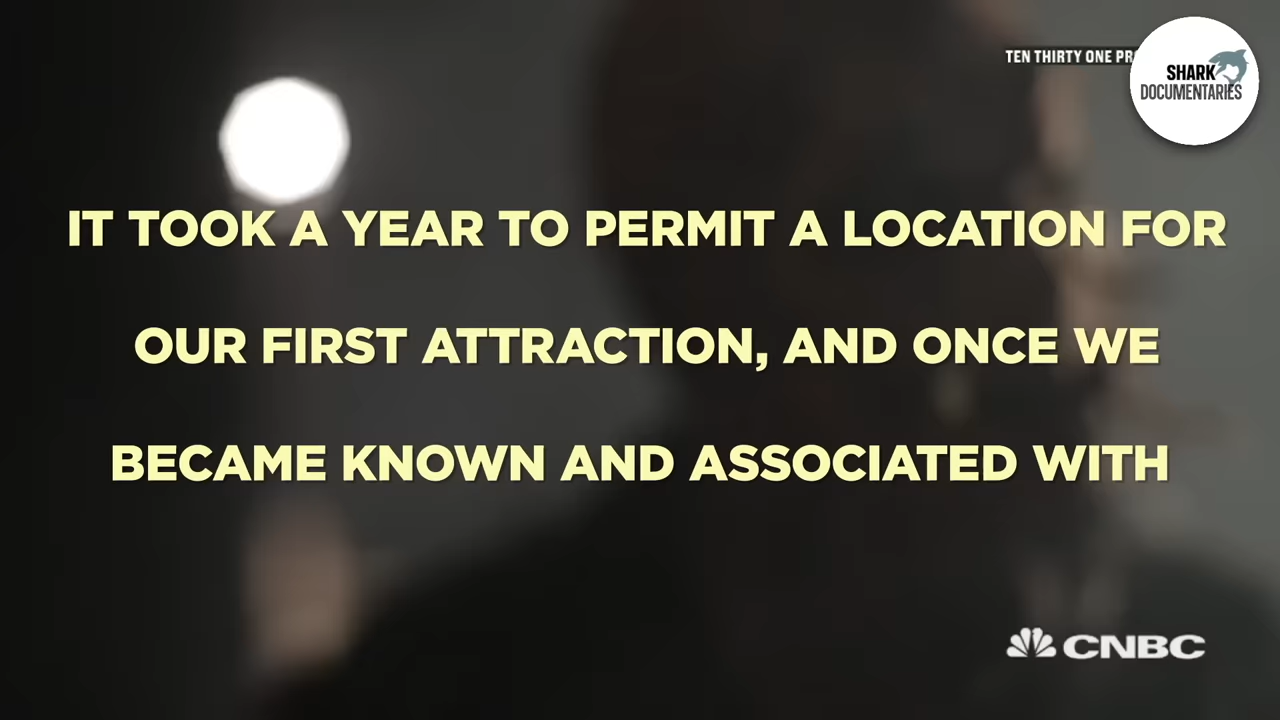 TEN THIRTY ONE
SHARK
DOCUMENTARIES
IT TOOK A YEAR TO PERMIT A LOCATION FOR
OUR FIRST ATTRACTION, AND ONCE WE
BECAME KNOWN AND ASSOCIATED WITH
CNBC